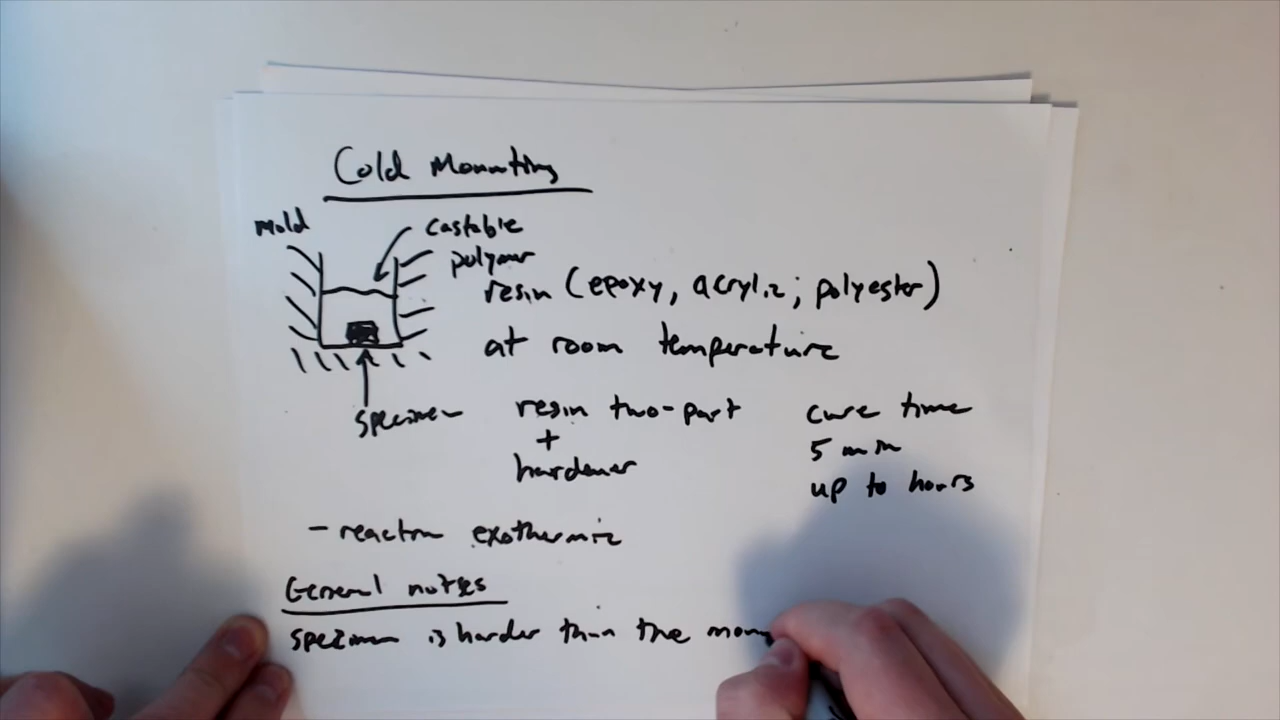 Cold Mounting
mold
castable
polymer
resin (epoxy, acrylic, polyester)
at room temperature
specimen
resin two-part
+
hardener
cure time
5 min
up to hours
- reaction exothermic
General notes
specimen is harder than the moun